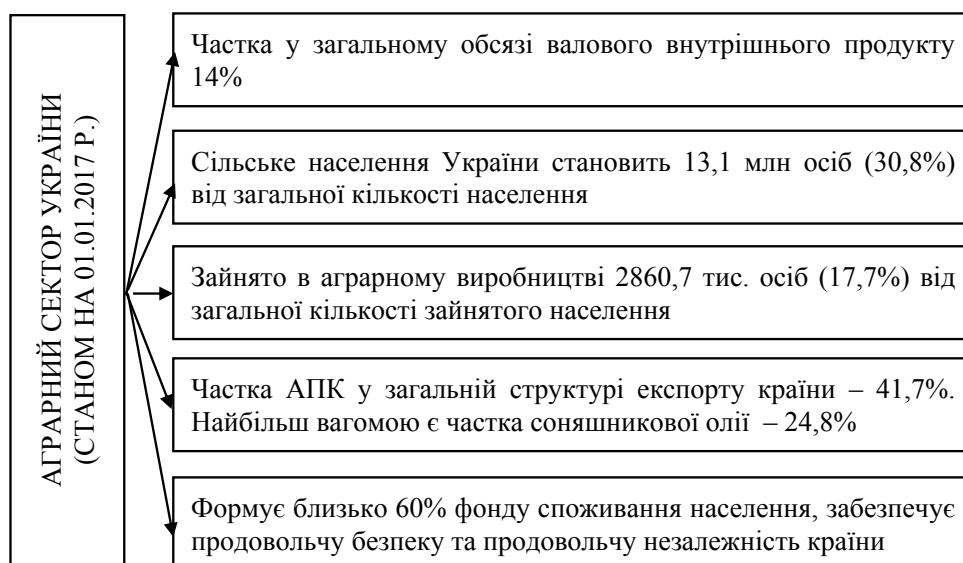 АГРАРНИЙ СЕКТОР УКРАЇНИ
(СТАНОМ НА 01.01.2017 Р.)
Частка у загальному обсязі валового внутрішнього продукту
14%
Сільське населення України становить 13,1 млн осіб (30,8%)
від загальної кількості населення
Зайнято в аграрному виробництві 2860,7 тис. осіб (17,7%) від
загальної кількості зайнятого населення
Частка АПК у загальній структурі експорту країни – 41,7%.
Найбільш вагомою є частка соняшникової олії – 24,8%
Формує близько 60% фонду споживання населення, забезпечує
продовольчу безпеку та продовольчу незалежність країни